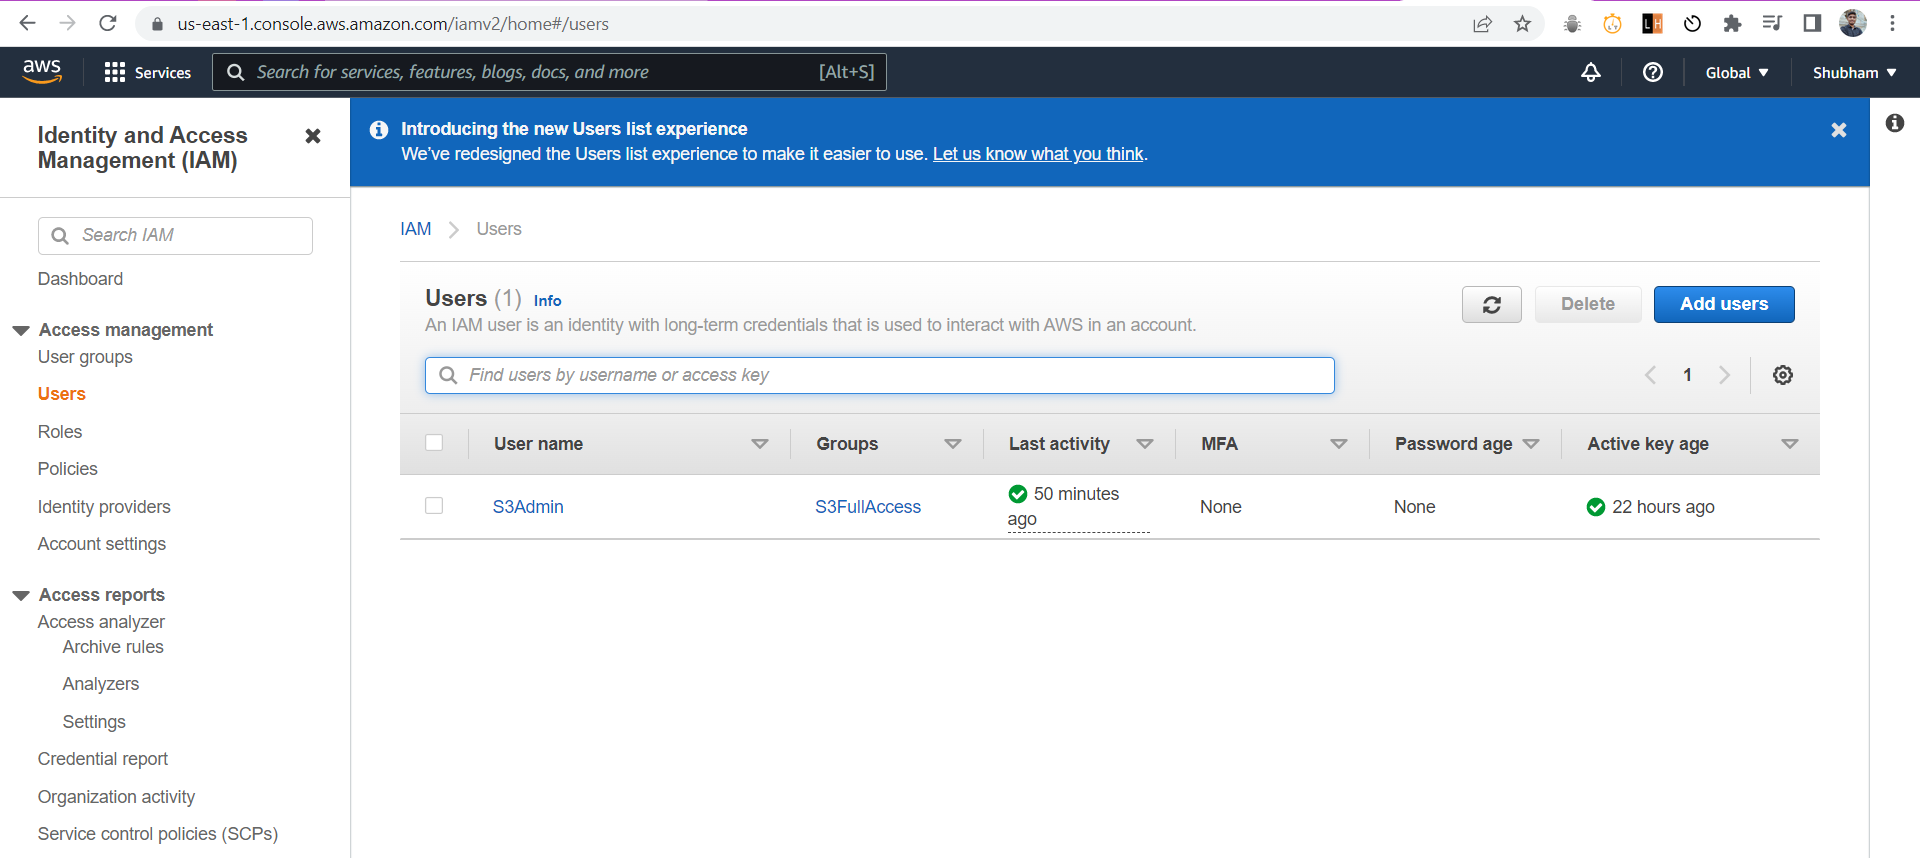 us-east-1.console.aws.amazon.com/iamv2/home#/users
LH
aws
Services
Search for services, features, blogs, docs, and more
[Alt+S]
Global
Shubham
Identity and Access
Management (IAM)
Search IAM
Dashboard
Access management
User groups
Users
Roles
Policies
Identity providers
Account settings
Access reports
Access analyzer
Archive rules
Analyzers
Settings
Credential report
Organization activity
Service control policies (SCPs)
Introducing the new Users list experience
We've redesigned the Users list experience to make it easier to use. Let us know what you think.
IAM Users
Users (1) Info
An IAM user is an identity with long-term credentials that is used to interact with AWS in an account.
Delete
Add users
Find users by username or access key
1
User name Groups Last activity MFA Password age Active key age
S3Admin S3FullAccess 50 minutes ago None None 22 hours ago